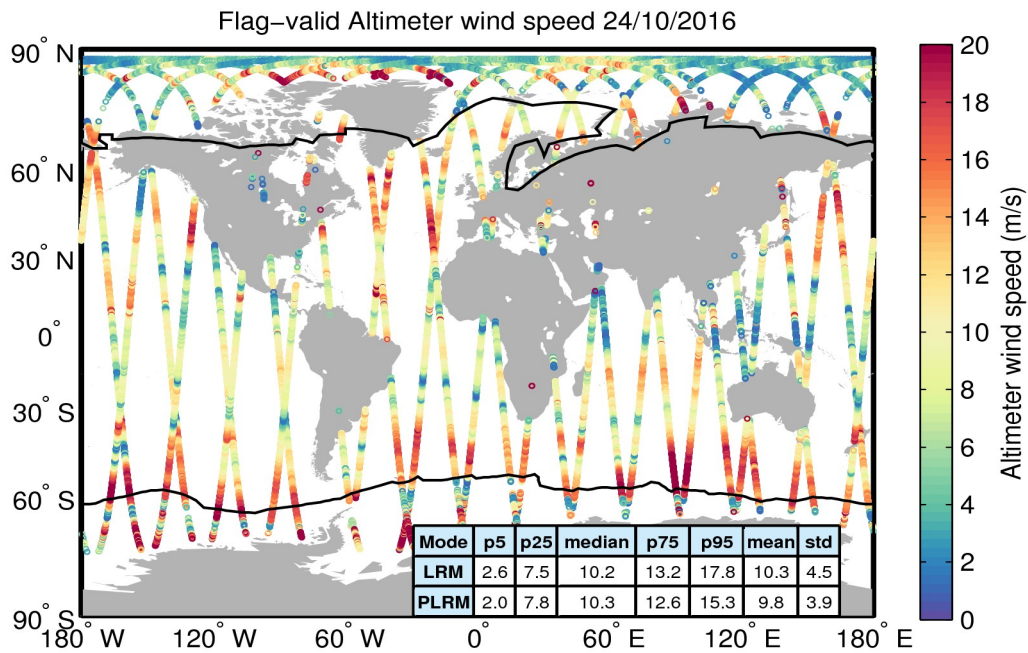 Flag−valid Altimeter wind speed 24/10/2016
90° N
60° N
30° N
0°
30° S
60° S
90° S
180° W
120° W
60° W
0°
60° E
120° E
180° E
Mode p5 p25 median p75 p95 mean std
LRM 2.6 7.5 10.2 13.2 17.8 10.3 4.5
PLRM 2.0 7.8 10.3 12.6 15.3 9.8 3.9
20
18
16
14
12
10
8
6
4
2
0
Altimeter wind speed (m/s)